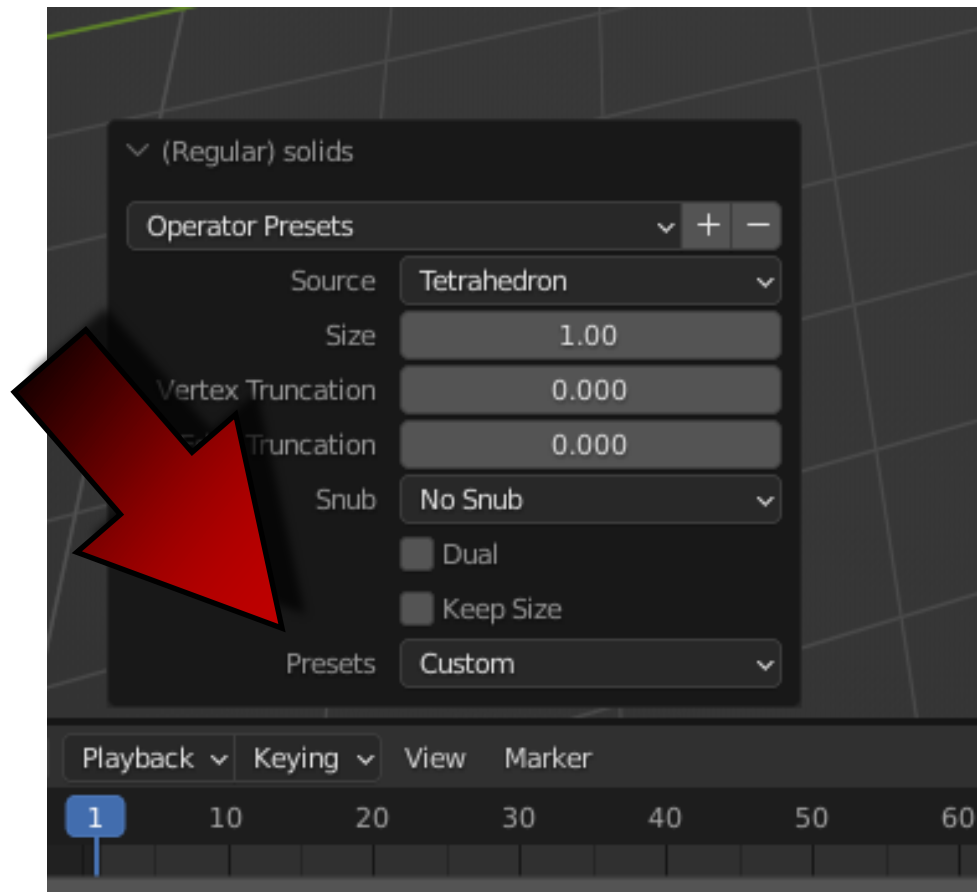 (Regular) solids
Operator Presets + −
Source Tetrahedron
Size 1.00
Vertex Truncation 0.000
Truncation 0.000
Snub No Snub
Dual
Keep Size
Presets Custom
Playback Keying View Marker
1 10 20 30 40 50 60